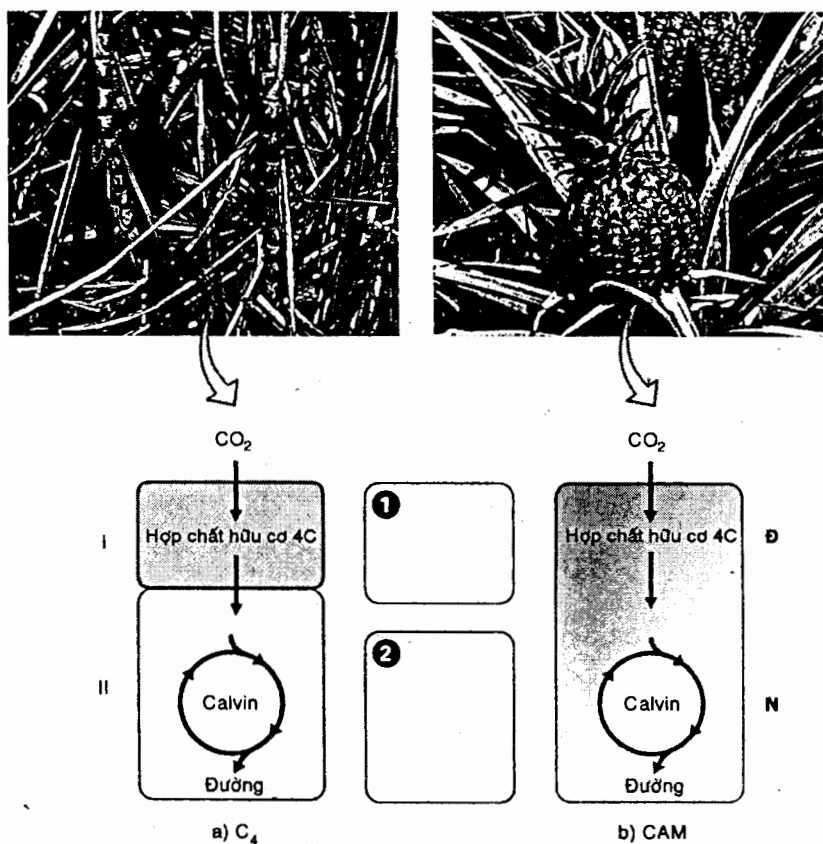 CO₂
CO₂
I
Hợp chất hữu cơ 4C
1
Hợp chất hữu cơ 4C
Đ
II
Calvin
2
Calvin
N
Đường
Đường
a) C₄
b) CAM